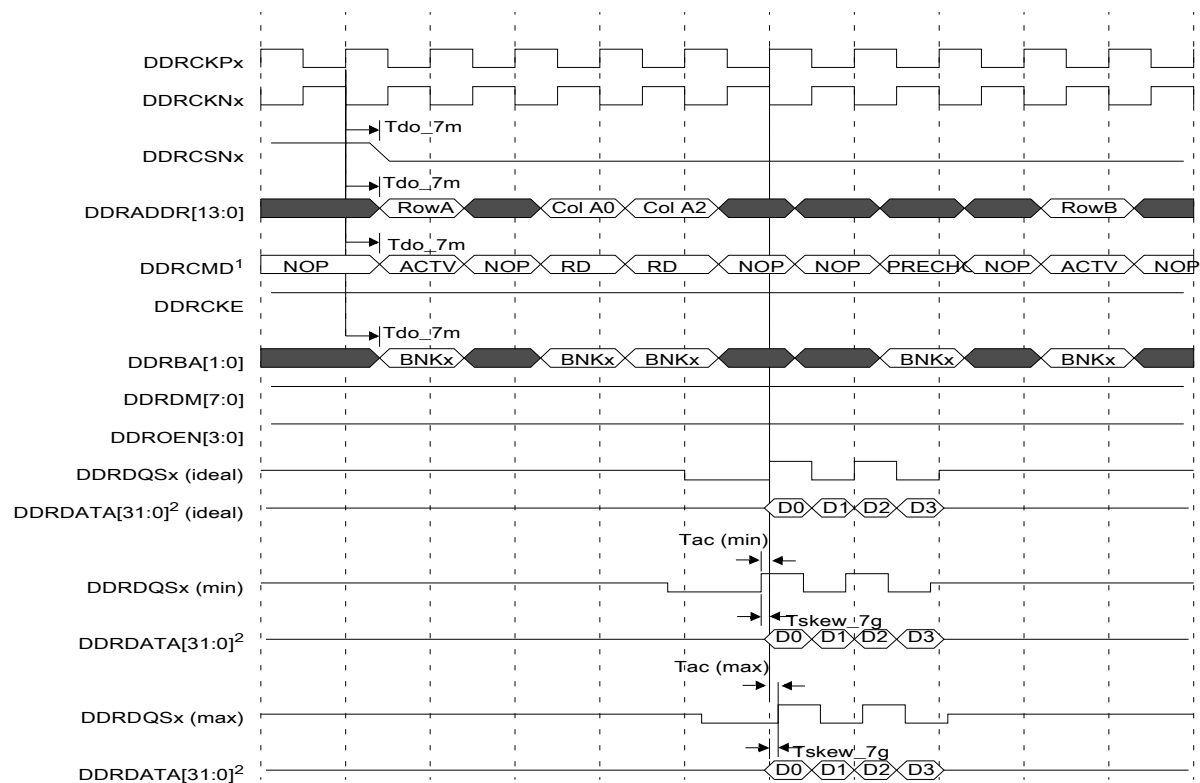 DDRCKPx
DDRCKNx
Tdo_7m
DDRCSNx
Tdo_7m
DDRADDR[13:0] RowA Col A0 Col A2 RowB
Tdo_7m
DDRCMD¹ NOP ACTV NOP RD RD NOP NOP PRECHG NOP ACTV NOP
DDRCKE
Tdo_7m
DDRBA[1:0] BNKx BNKx BNKx BNKx BNKx
DDRDM[7:0]
DDROEN[3:0]
DDRDQSx (ideal)
DDRDATA[31:0]² (ideal) D0 D1 D2 D3
Tac (min)
DDRDQSx (min)
Tskew_7g
DDRDATA[31:0]² D0 D1 D2 D3
Tac (max)
DDRDQSx (max)
Tskew_7g
DDRDATA[31:0]² D0 D1 D2 D3